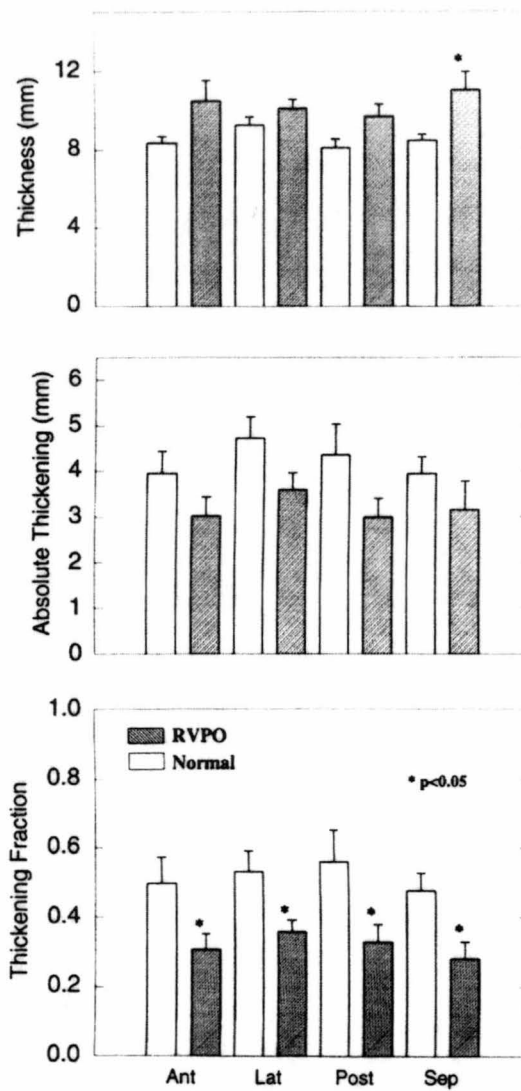 Thickness (mm)
12
8
4
0
*
Absolute Thickening (mm)
6
5
4
3
2
1
0
Thickening Fraction
1.0
0.8
0.6
0.4
0.2
0.0
RVPO
Normal
* p<0.05
*
*
*
*
Ant
Lat
Post
Sep